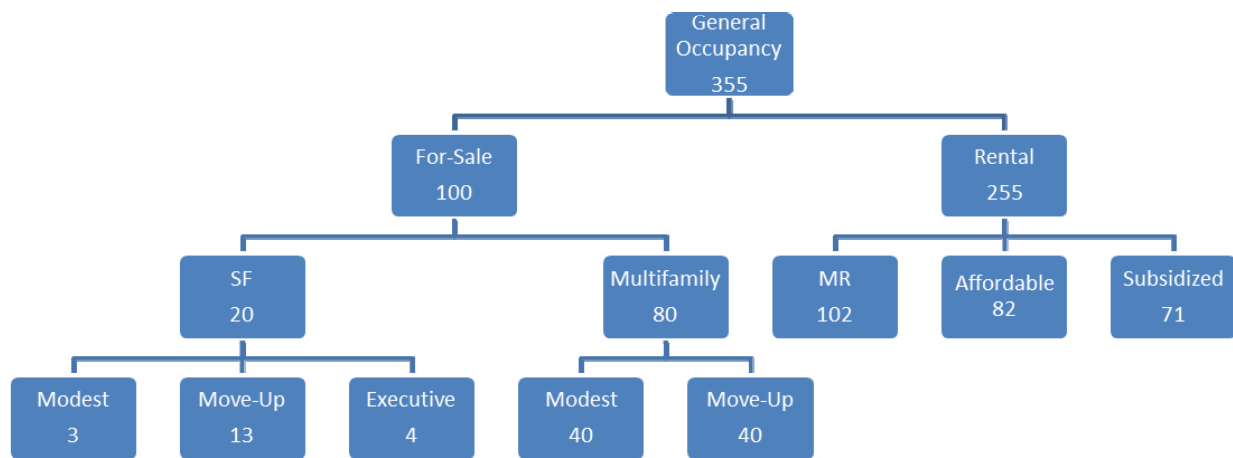 General
Occupancy
355
For-Sale
100
Rental
255
SF
20
Multifamily
80
MR
102
Affordable
82
Subsidized
71
Modest
3
Move-Up
13
Executive
4
Modest
40
Move-Up
40